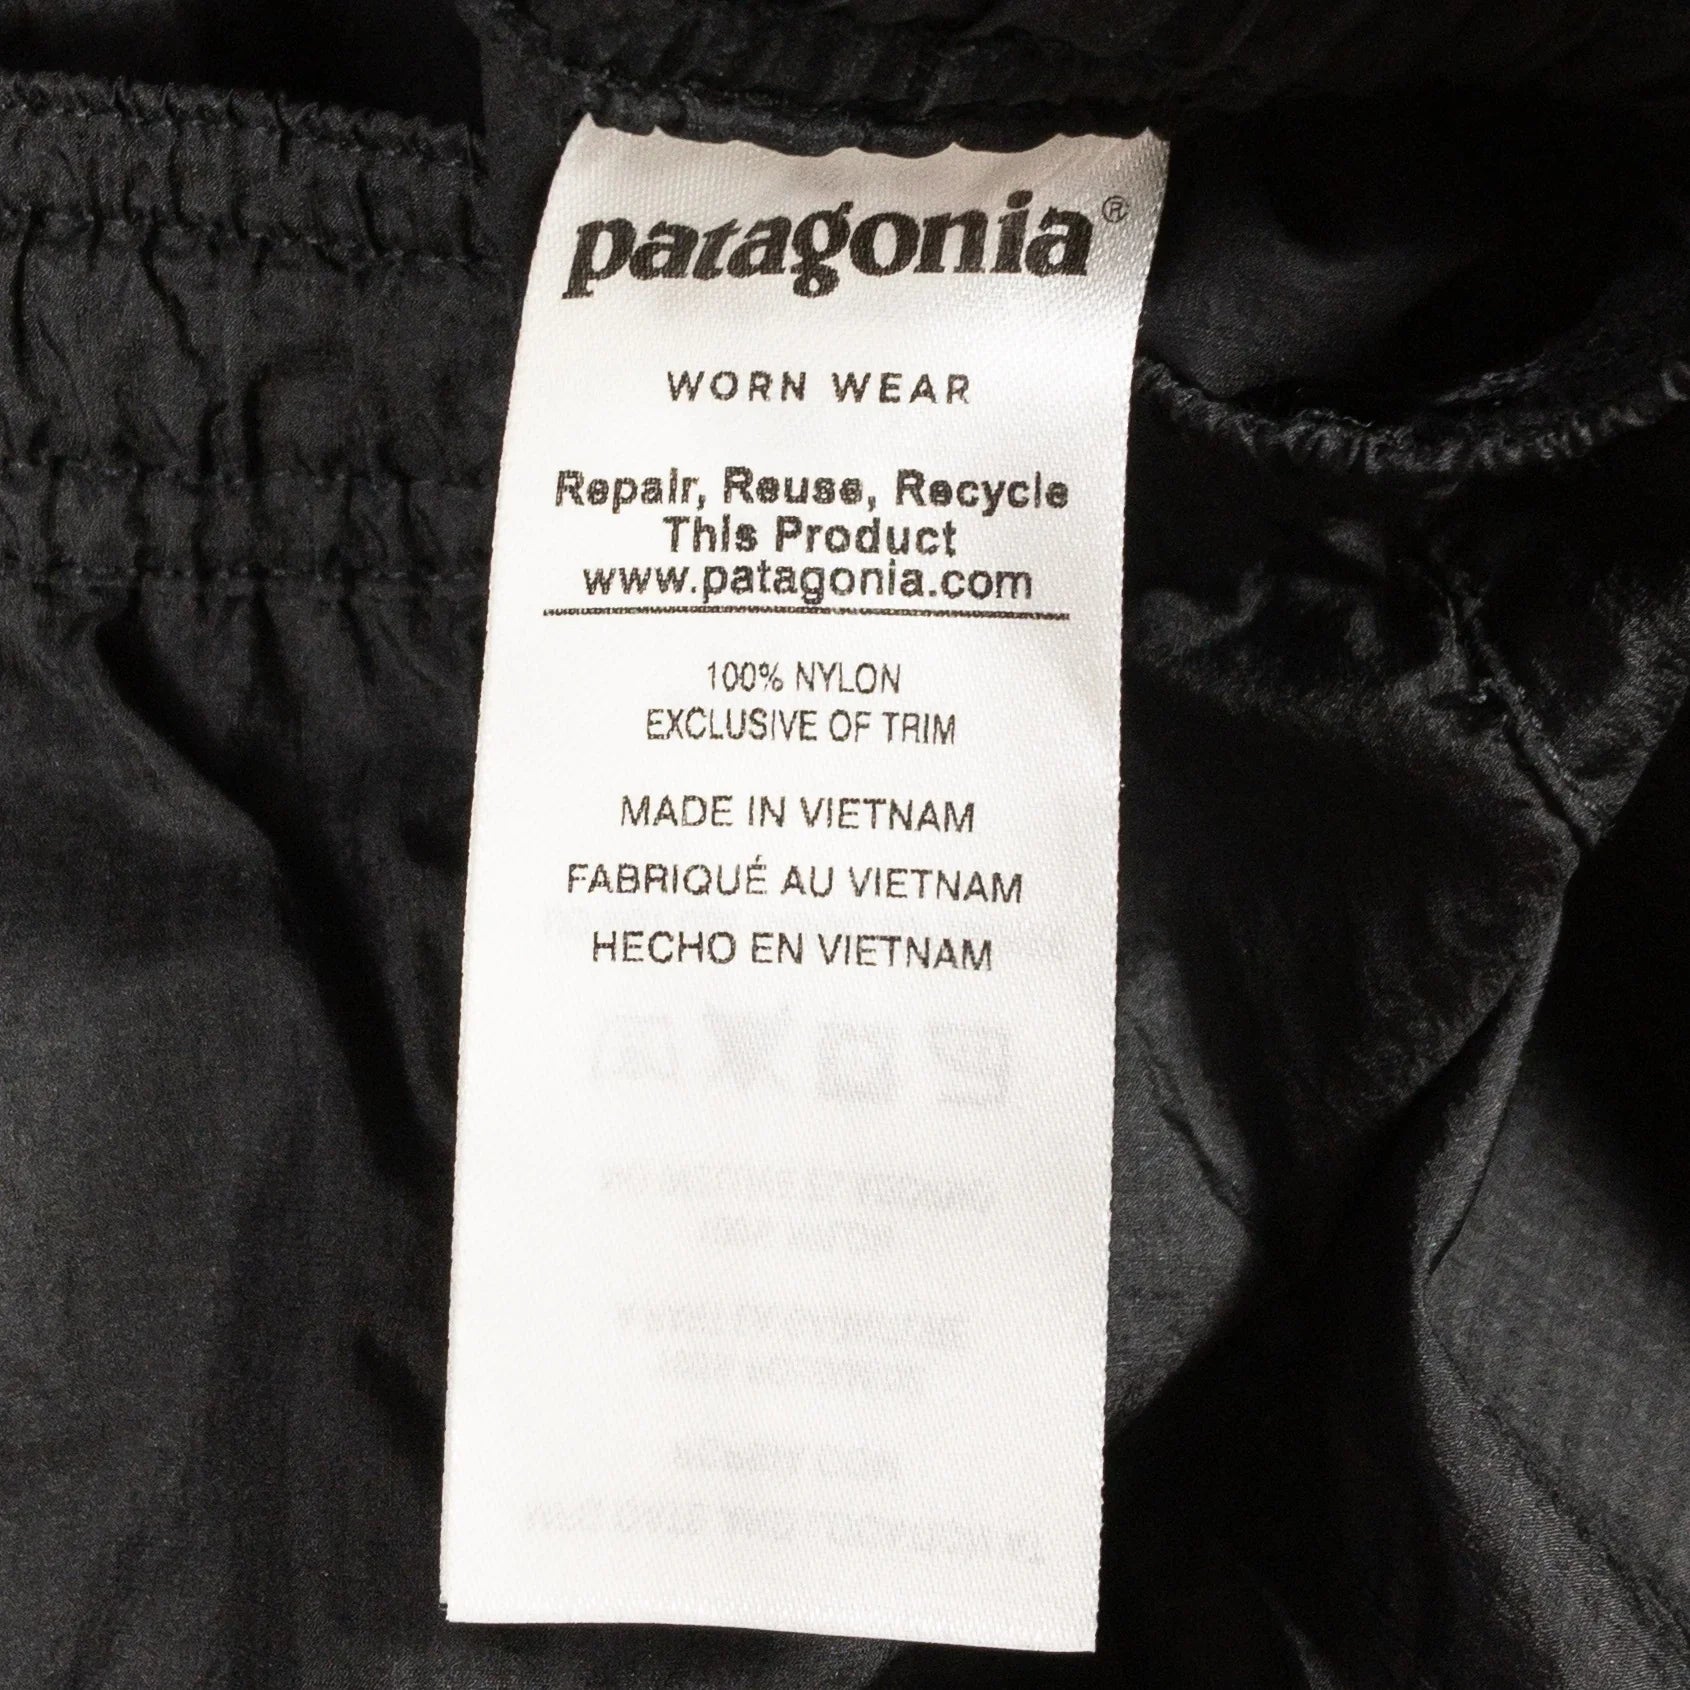 patagonia®
WORN WEAR
Repair, Reuse, Recycle
This Product
www.patagonia.com
100% NYLON
EXCLUSIVE OF TRIM
MADE IN VIETNAM
FABRIQUÉ AU VIETNAM
HECHO EN VIETNAM